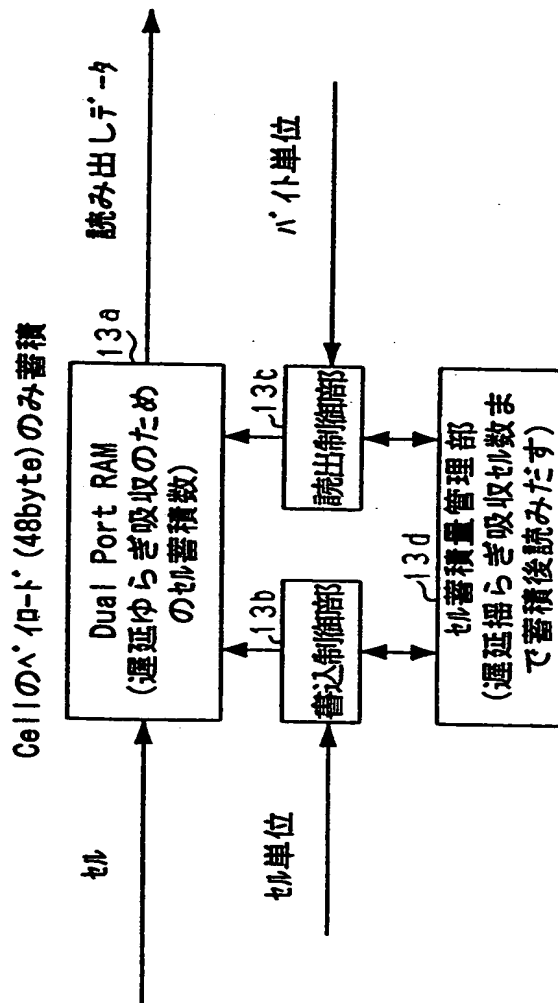 Cellのペイロード(48byte)のみ蓄積
セル
Dual Port RAM
(遅延ゆらぎ吸収のため
のセル蓄積数)
13a
読み出しデータ
セル単位
13b
書込制御部
13c
読出制御部
バイト単位
13d
セル蓄積量管理部
(遅延揺らぎ吸収セル数ま
で蓄積後読みだす)